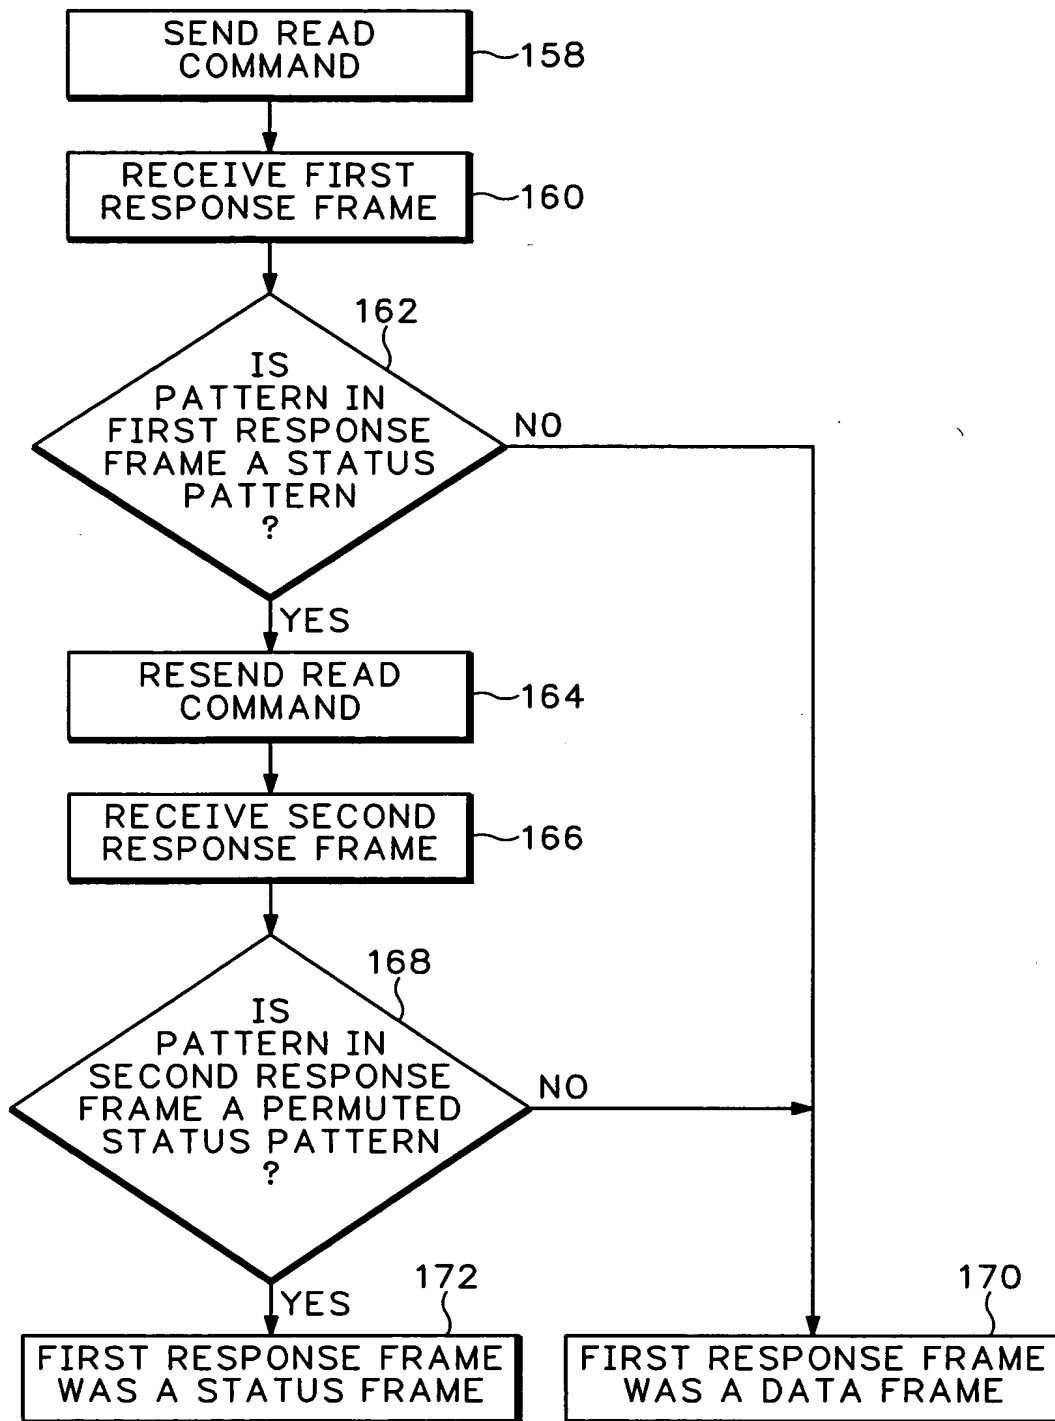 SEND READ
COMMAND
158
RECEIVE FIRST
RESPONSE FRAME
160
162
IS
PATTERN IN
FIRST RESPONSE
FRAME A STATUS
PATTERN
?
NO
YES
RESEND READ
COMMAND
164
RECEIVE SECOND
RESPONSE FRAME
166
168
IS
PATTERN IN
SECOND RESPONSE
FRAME A PERMUTED
STATUS PATTERN
?
NO
YES
172
FIRST RESPONSE FRAME
WAS A STATUS FRAME
170
FIRST RESPONSE FRAME
WAS A DATA FRAME